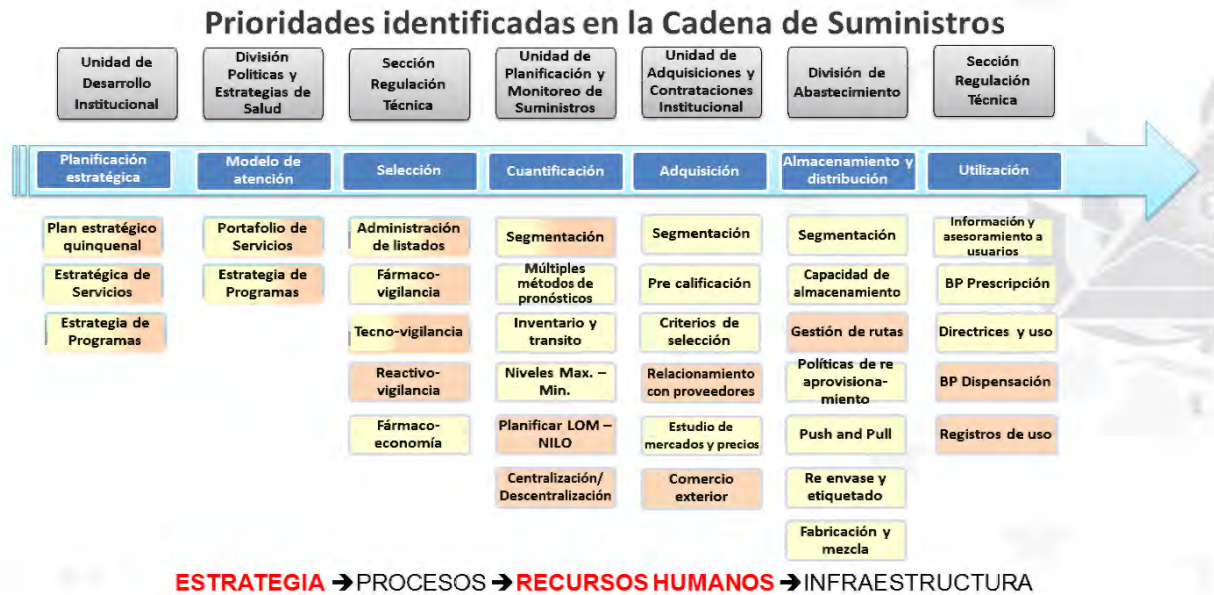 Prioridades identificadas en la Cadena de Suministros
Unidad de
Desarrollo
Institucional
División
Politicas y
Estrategias de
Salud
Sección
Regulación
Técnica
Unidad de
Planificación y
Monitoreo de
Suministros
Unidad de
Adquisiciones y
Contrataciones
Institucional
División de
Abastecimiento
Sección
Regulación
Técnica
Planificación
estratégica
Modelo de
atención
Selección
Cuantificación
Adquisición
Almacenamiento y
distribución
Utilización
Plan estratégico
quinquenal
Estratégica de
Servicios
Estrategia de
Programas
Portafolio de
Servicios
Estrategia de
Programas
Administración
de listados
Fármaco-
vigilancia
Tecno-vigilancia
Reactivo-
vigilancia
Fármaco-
economía
Segmentación
Múltiples
métodos de
pronósticos
Inventario y
transito
Niveles Max. –
Min.
Planificar LOM –
NILO
Centralización/
Descentralización
Segmentación
Pre calificación
Criterios de
selección
Relacionamiento
con proveedores
Estudio de
mercados y precios
Comercio
exterior
Segmentación
Capacidad de
almacenamiento
Gestión de rutas
Políticas de re
aprovisiona-
miento
Push and Pull
Re envase y
etiquetado
Fabricación y
mezcla
Información y
asesoramiento a
usuarios
BP Prescripción
Directrices y uso
BP Dispensación
Registros de uso
ESTRATEGIA ➔PROCESOS ➔RECURSOS HUMANOS ➔INFRAESTRUCTURA